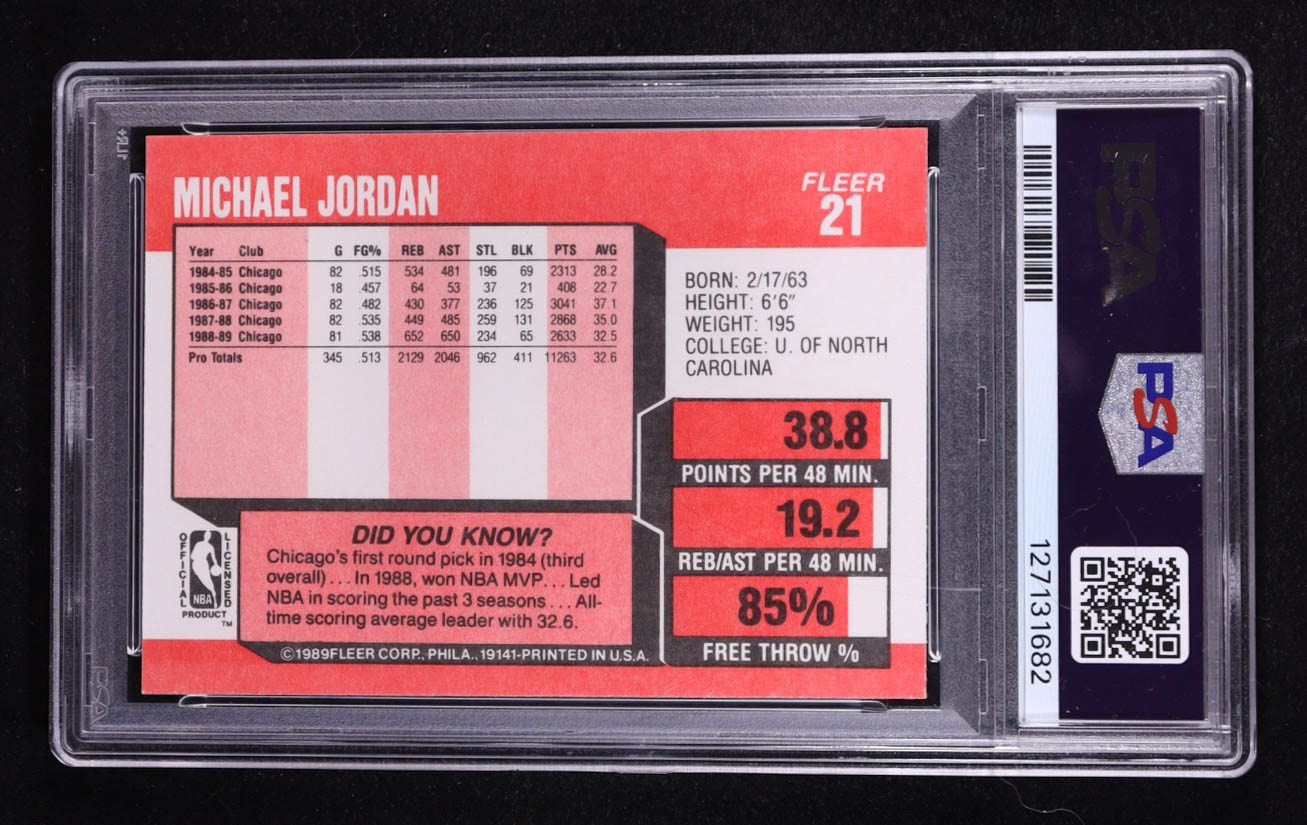 MICHAEL JORDAN
FLEER
21
Year Club G FG% REB AST STL BLK PTS AVG
1984-85 Chicago 82 .515 534 481 196 69 2313 28.2
1985-86 Chicago 18 .457 64 53 37 21 408 22.7
1986-87 Chicago 82 .482 430 377 236 125 3041 37.1
1987-88 Chicago 82 .535 449 485 259 131 2868 35.0
1988-89 Chicago 81 .538 652 650 234 65 2633 32.5
Pro Totals 345 .513 2129 2046 962 411 11263 32.6
BORN: 2/17/63
HEIGHT: 6'6"
WEIGHT: 195
COLLEGE: U. OF NORTH
CAROLINA
38.8
POINTS PER 48 MIN.
19.2
REB/AST PER 48 MIN.
85%
FREE THROW %
DID YOU KNOW?
Chicago's first round pick in 1984 (third
overall)... In 1988, won NBA MVP... Led
NBA in scoring the past 3 seasons... All-
time scoring average leader with 32.6.
OFFICIAL
LICENSED
NBA
PRODUCT
TM
©1989FLEER CORP., PHILA., 19141-PRINTED IN U.S.A.
PSA
PSA
127131682
PSA